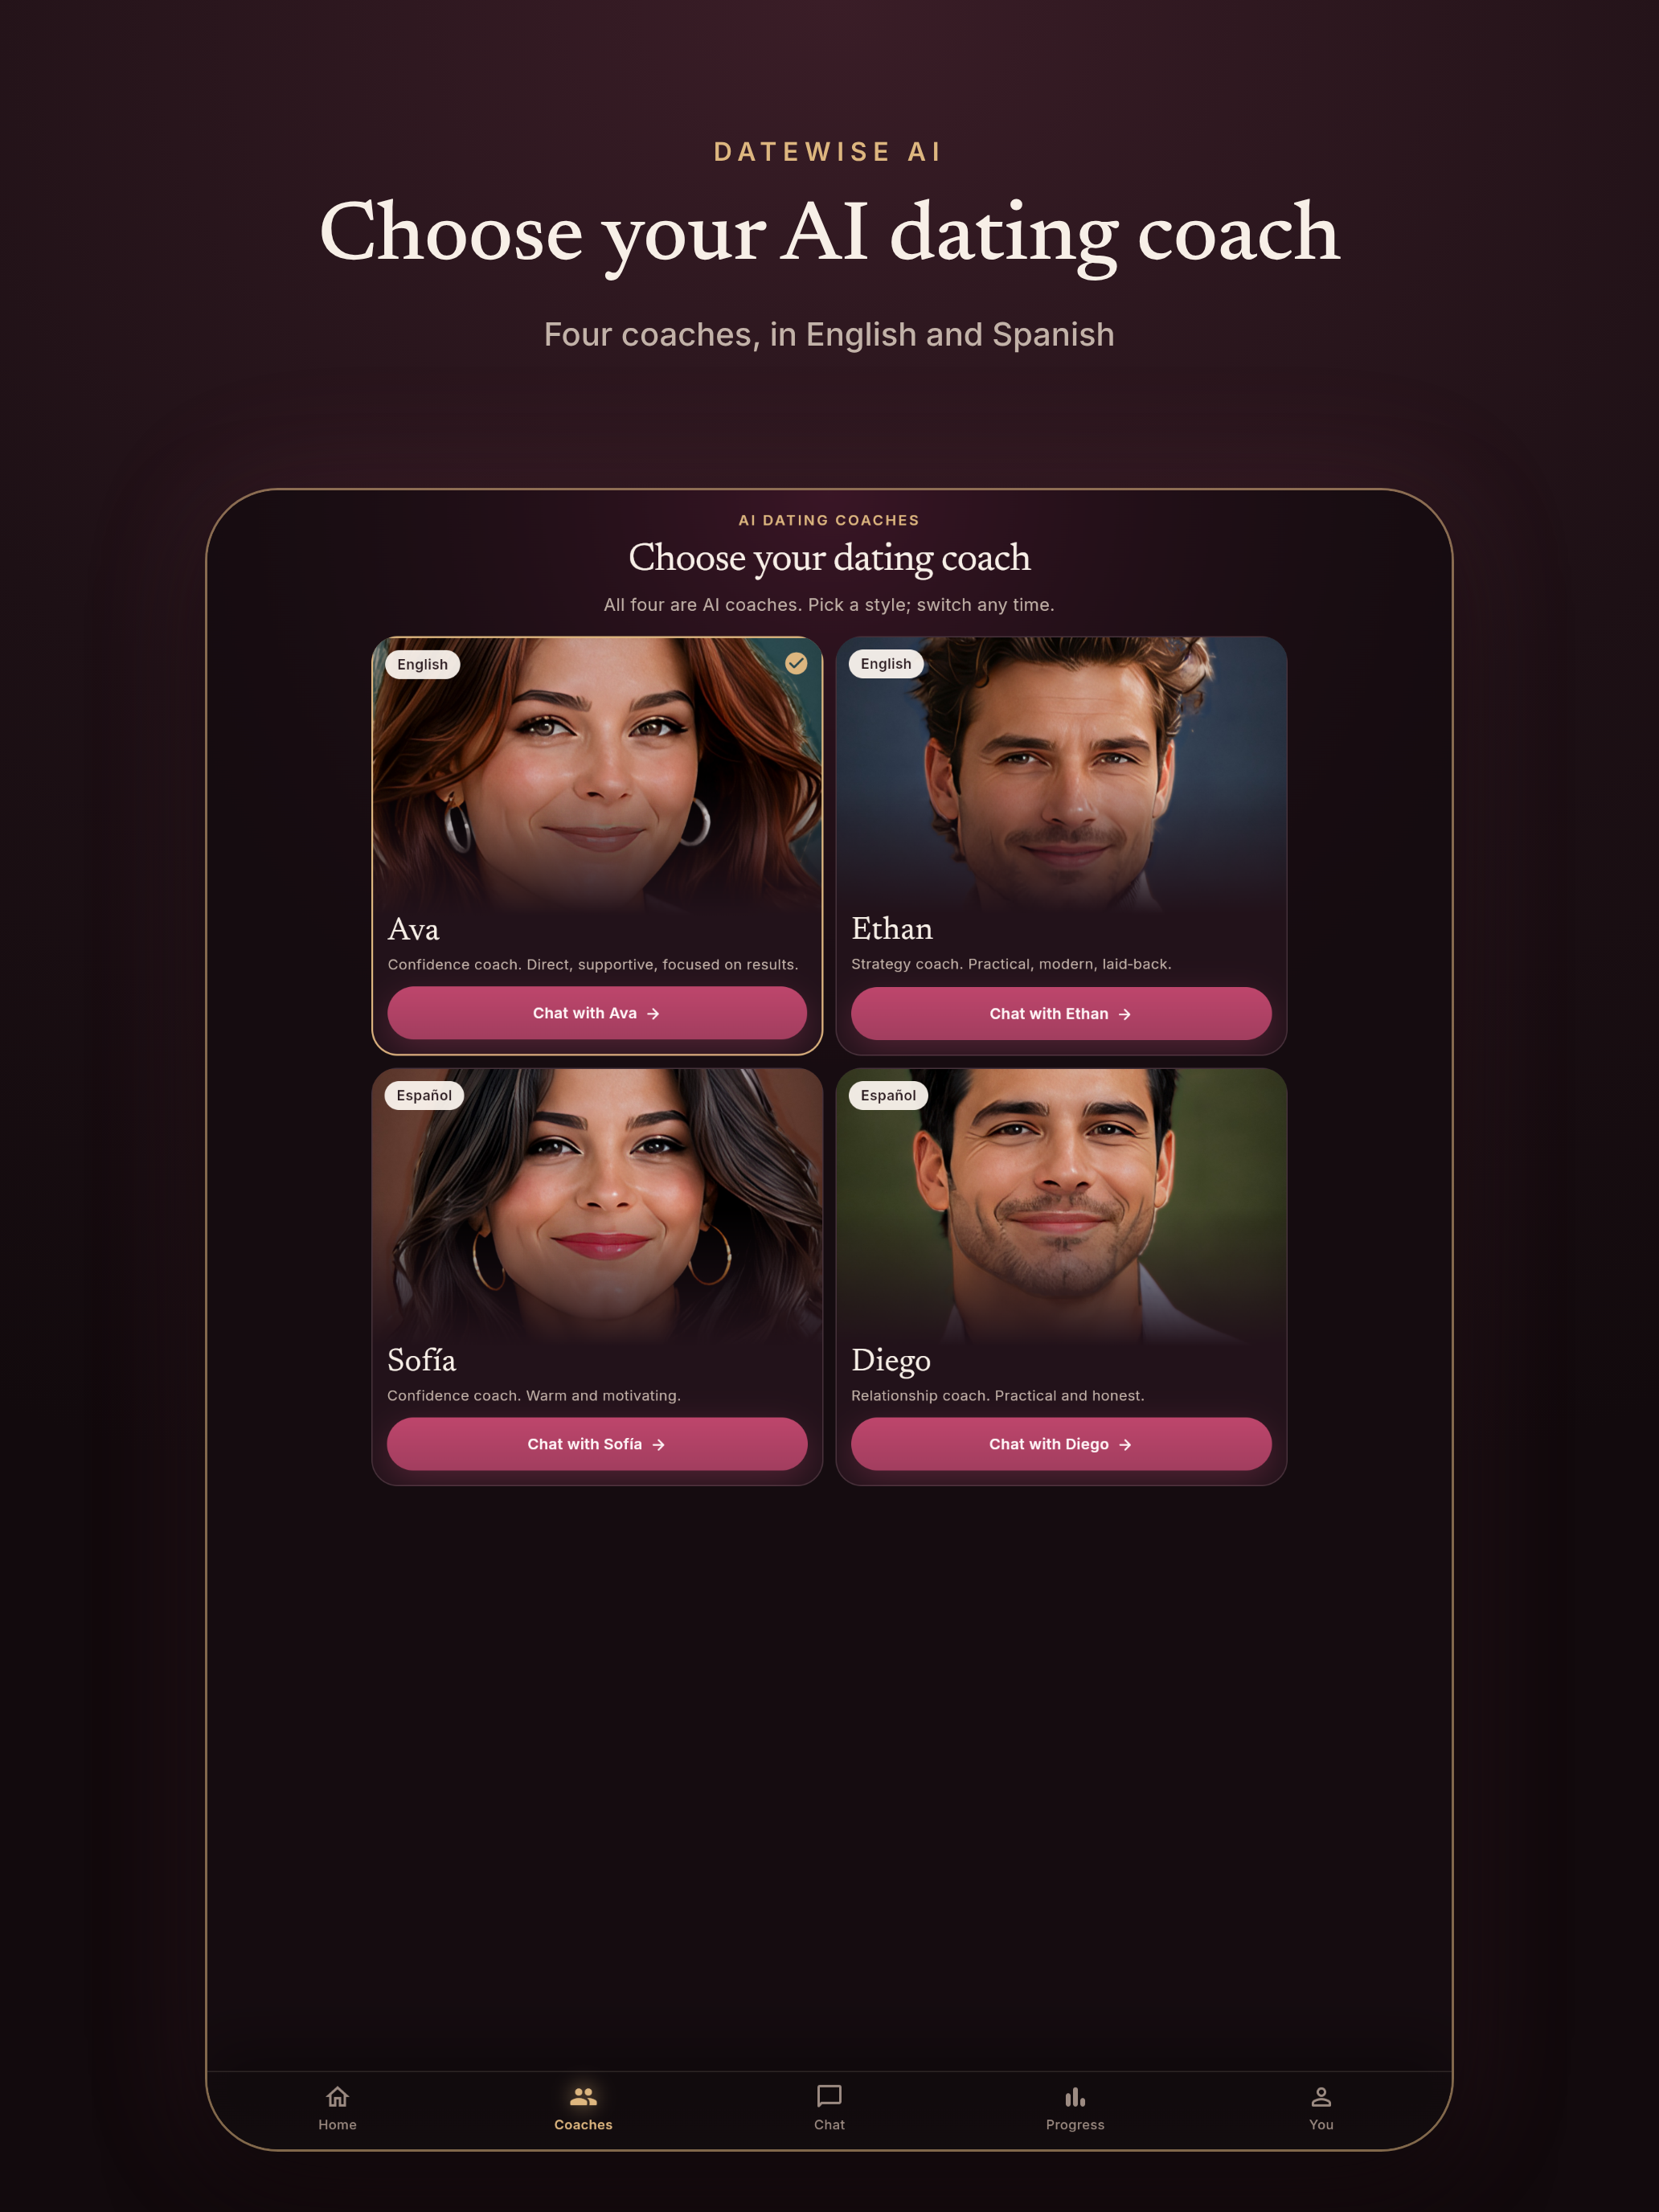 DATEWISE AI
Choose your AI dating coach
Four coaches, in English and Spanish
AI DATING COACHES
Choose your dating coach
All four are AI coaches. Pick a style; switch any time.
English
Ava
Confidence coach. Direct, supportive, focused on results.
Chat with Ava →
English
Ethan
Strategy coach. Practical, modern, laid-back.
Chat with Ethan →
Español
Sofía
Confidence coach. Warm and motivating.
Chat with Sofía →
Español
Diego
Relationship coach. Practical and honest.
Chat with Diego →
Home
Coaches
Chat
Progress
You